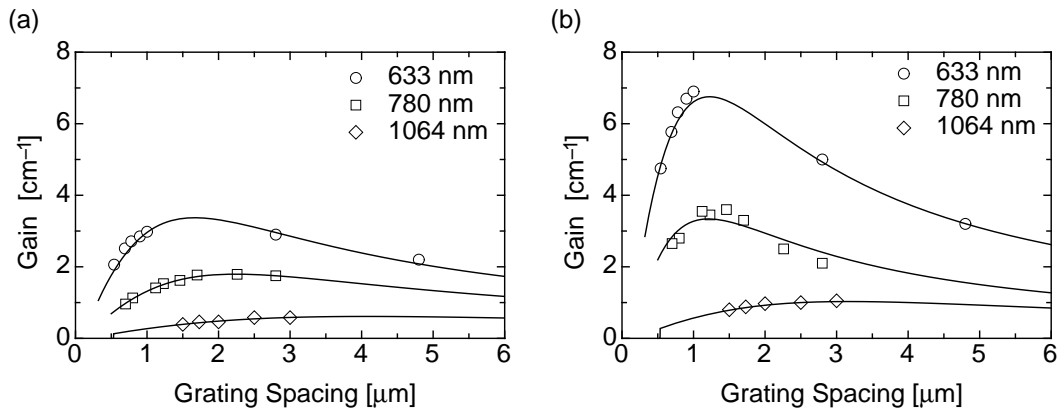 (a)
8
6
4
2
0
0 1 2 3 4 5 6
Gain [cm⁻¹]
Grating Spacing [μm]
633 nm
780 nm
1064 nm
(b)
8
6
4
2
0
0 1 2 3 4 5 6
Gain [cm⁻¹]
Grating Spacing [μm]
633 nm
780 nm
1064 nm